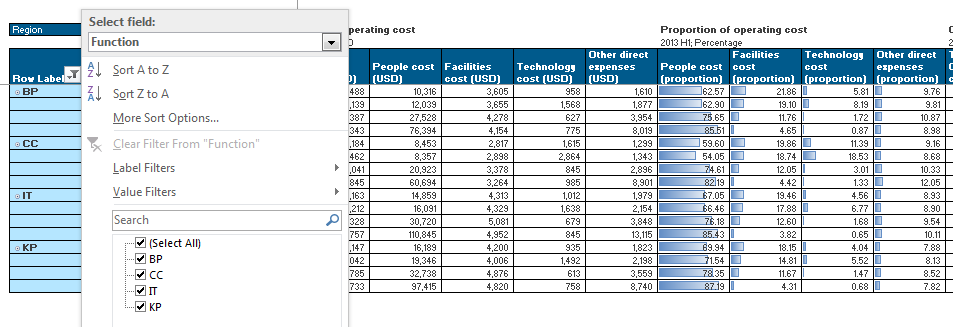 Region
Select field:
Function
Sort A to Z
Sort Z to A
More Sort Options...
Clear Filter From "Function"
Label Filters
Value Filters
Search
(Select All)
BP
CC
IT
KP
perating cost Proportion of operating cost
2013 H1; Percentage
Row Label People cost (USD) Facilities cost (USD) Technology cost (USD) Other direct expenses (USD) People cost (proportion) Facilities cost (proportion) Technology cost (proportion) Other direct expenses (proportion)
BP 488 10,316 3,605 958 1,610 62.57 21.86 5.81 9.76
,139 12,039 3,655 1,568 1,877 62.90 19.10 8.19 9.81
387 27,528 4,278 627 3,954 75.65 11.76 1.72 10.87
343 76,394 4,154 775 8,019 85.51 4.65 0.87 8.98
CC ,184 8,453 2,817 1,615 1,299 59.60 19.86 11.39 9.16
462 8,357 2,898 2,864 1,343 54.05 18.74 18.53 8.68
,041 20,923 3,378 845 2,896 74.61 12.05 3.01 10.33
845 60,694 3,264 985 8,901 82.19 4.42 1.33 12.05
IT ,163 14,859 4,313 1,012 1,979 67.05 19.46 4.56 8.93
,212 16,091 4,329 1,638 2,154 66.46 17.88 6.77 8.90
328 30,720 5,081 679 3,848 76.18 12.60 1.68 9.54
757 110,845 4,952 845 13,115 85.43 3.82 0.65 10.11
KP ,147 16,189 4,200 935 1,823 69.94 18.15 4.04 7.88
042 19,346 4,006 1,492 2,198 71.54 14.81 5.52 8.13
785 32,738 4,876 613 3,559 78.35 11.67 1.47 8.52
733 97,415 4,820 758 8,740 87.19 4.31 0.68 7.82